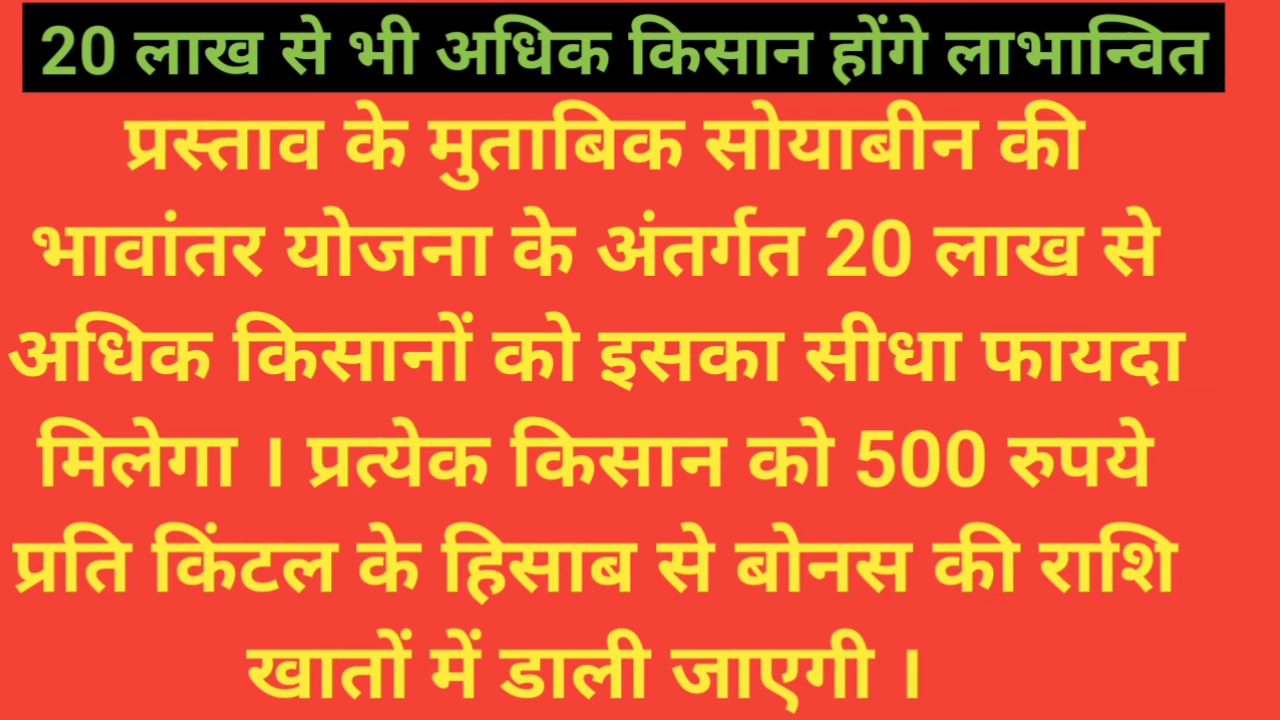 20 लाख से भी अधिक किसान होंगे लाभान्वित
प्रस्ताव के मुताबिक सोयाबीन की
भावांतर योजना के अंतर्गत 20 लाख से
अधिक किसानों को इसका सीधा फायदा
मिलेगा । प्रत्येक किसान को 500 रुपये
प्रति किंटल के हिसाब से बोनस की राशि
खातों में डाली जाएगी ।